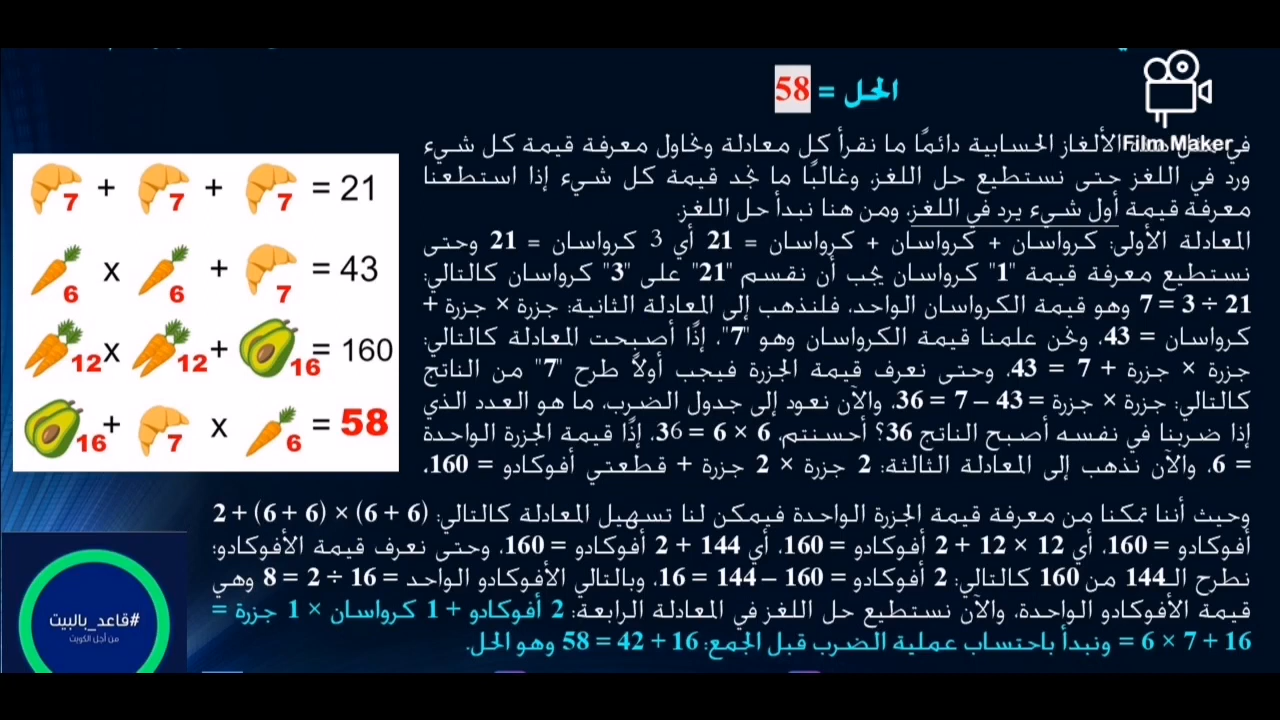 الحل = 58
Film Maker
في الألغاز الحسابية دائمًا ما نقرأ كل معادلة ونحاول معرفة قيمة كل شيء
ورد في اللغز حتى نستطيع حل اللغز، وغالبًا ما نجد قيمة كل شيء إذا استطعنا
معرفة قيمة أول شيء يرد في اللغز، ومن هنا نبدأ حل اللغز.
المعادلة الأولى: كرواسان + كرواسان + كرواسان = 21 أي 3 كرواسان = 21 وحتى
نستطيع معرفة قيمة "1" كرواسان يجب أن نقسم "21" على "3" كرواسان كالتالي:
21 ÷ 3 = 7 وهو قيمة الكرواسان الواحد، فلنذهب إلى المعادلة الثانية: جزرة × جزرة +
كرواسان = 43، ونحن علمنا قيمة الكرواسان وهو "7"، إذًا أصبحت المعادلة كالتالي:
جزرة × جزرة + 7 = 43، وحتى نعرف قيمة الجزرة فيجب أولاً طرح "7" من الناتج
كالتالي: جزرة × جزرة = 43 – 7 = 36، والآن نعود إلى جدول الضرب، ما هو العدد الذي
إذا ضربنا في نفسه أصبح الناتج 36؟ أحسنتم، 6 × 6 = 36، إذًا قيمة الجزرة الواحدة
= 6، والآن نذهب إلى المعادلة الثالثة: 2 جزرة × 2 جزرة + قطعتي أفوكادو = 160،
وحيث أننا تمكنا من معرفة قيمة الجزرة الواحدة فيمكن لنا تسهيل المعادلة كالتالي: (6 + 6) × (6 + 6) + 2
أفوكادو = 160، أي 12 × 12 + 2 أفوكادو = 160، أي 144 + 2 أفوكادو = 160، وحتى نعرف قيمة الأفوكادو؛
نطرح الـ144 من 160 كالتالي: 2 أفوكادو = 160 – 144 = 16، وبالتالي الأفوكادو الواحد = 16 ÷ 2 = 8 وهي
قيمة الأفوكادو الواحدة، والآن نستطيع حل اللغز في المعادلة الرابعة: 2 أفوكادو + 1 كرواسان × 1 جزرة =
16 + 7 × 6 = ونبدأ باحتساب عملية الضرب قبل الجمع: 16 + 42 = 58 وهو الحل.
7 + 7 + 7 = 21
6 x 6 + 7 = 43
12 x 12 + 16 = 160
16 + 7 x 6 = 58
#قاعد_بالبيت
من أجل الكويت